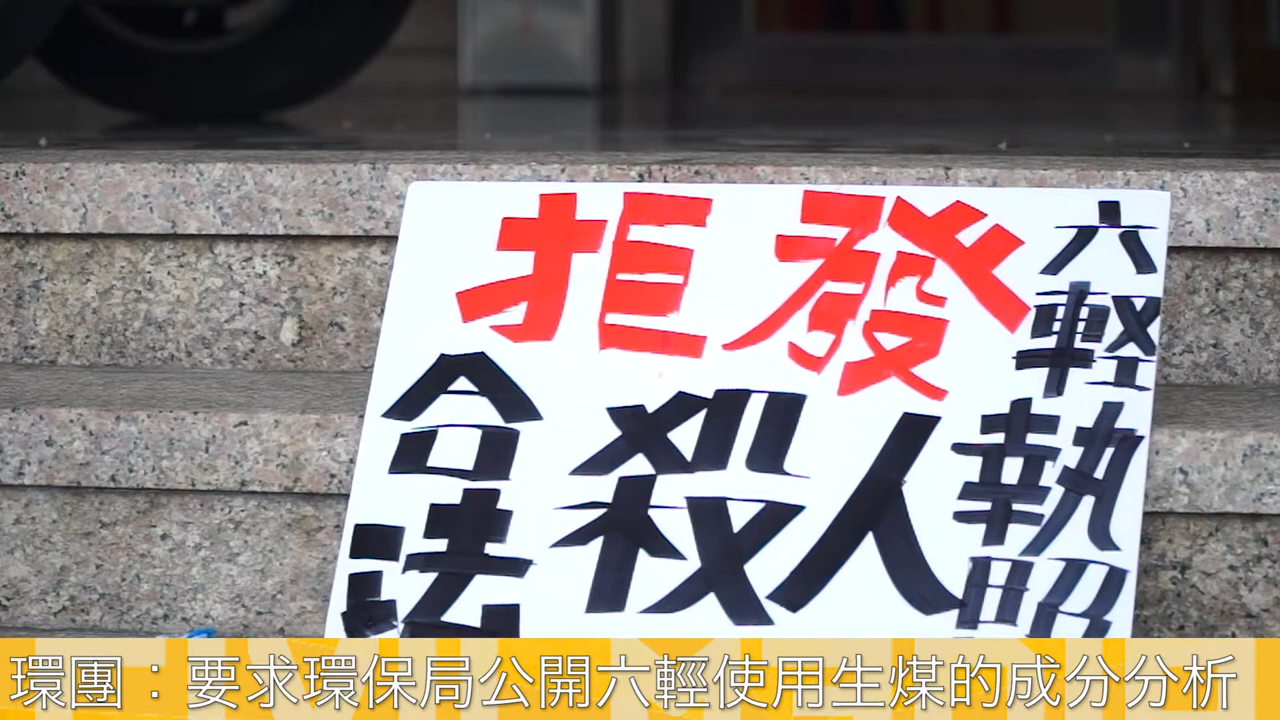 拒發
六輕執照
合法
殺人
環團：要求環保局公開六輕使用生煤的成分分析